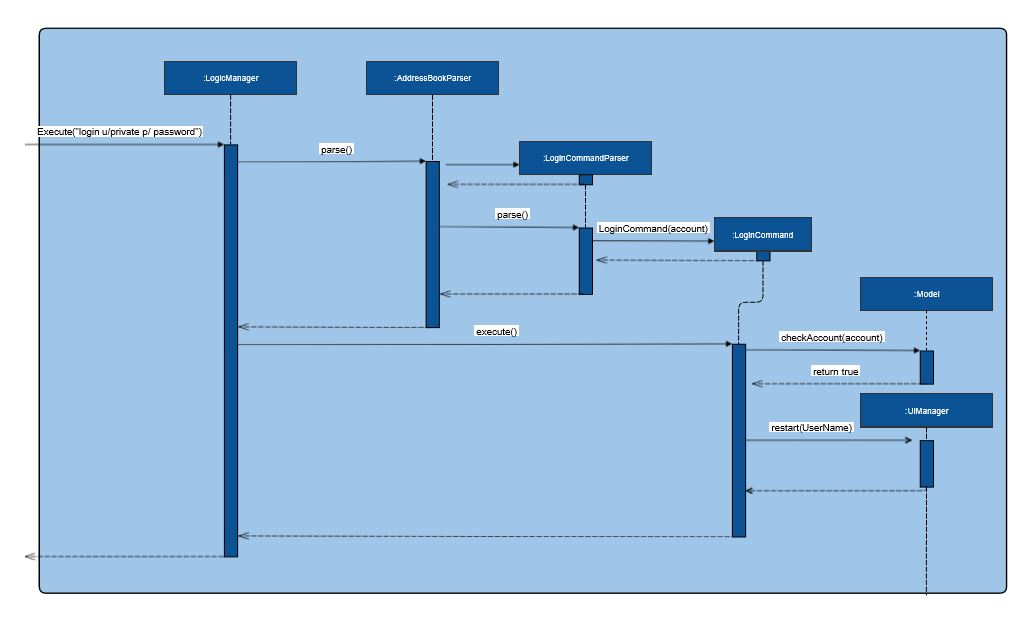 :LogicManager
:AddressBookParser
Execute("login u/private p/ password")
parse()
:LoginCommandParser
parse()
LoginCommand(account)
:LoginCommand
:Model
execute()
checkAccount(account)
return true
:UIManager
restart(UserName)